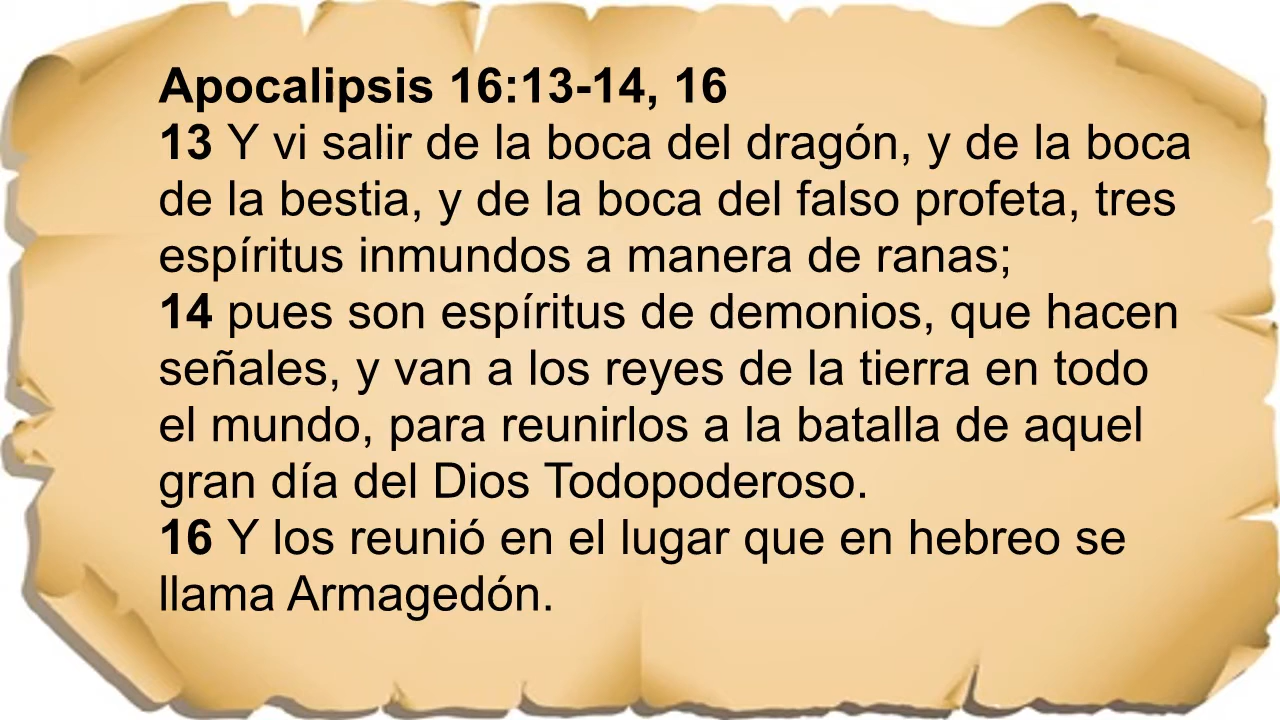 Apocalipsis 16:13-14, 16
13 Y vi salir de la boca del dragón, y de la boca
de la bestia, y de la boca del falso profeta, tres
espíritus inmundos a manera de ranas;
14 pues son espíritus de demonios, que hacen
señales, y van a los reyes de la tierra en todo
el mundo, para reunirlos a la batalla de aquel
gran día del Dios Todopoderoso.
16 Y los reunió en el lugar que en hebreo se
llama Armagedón.